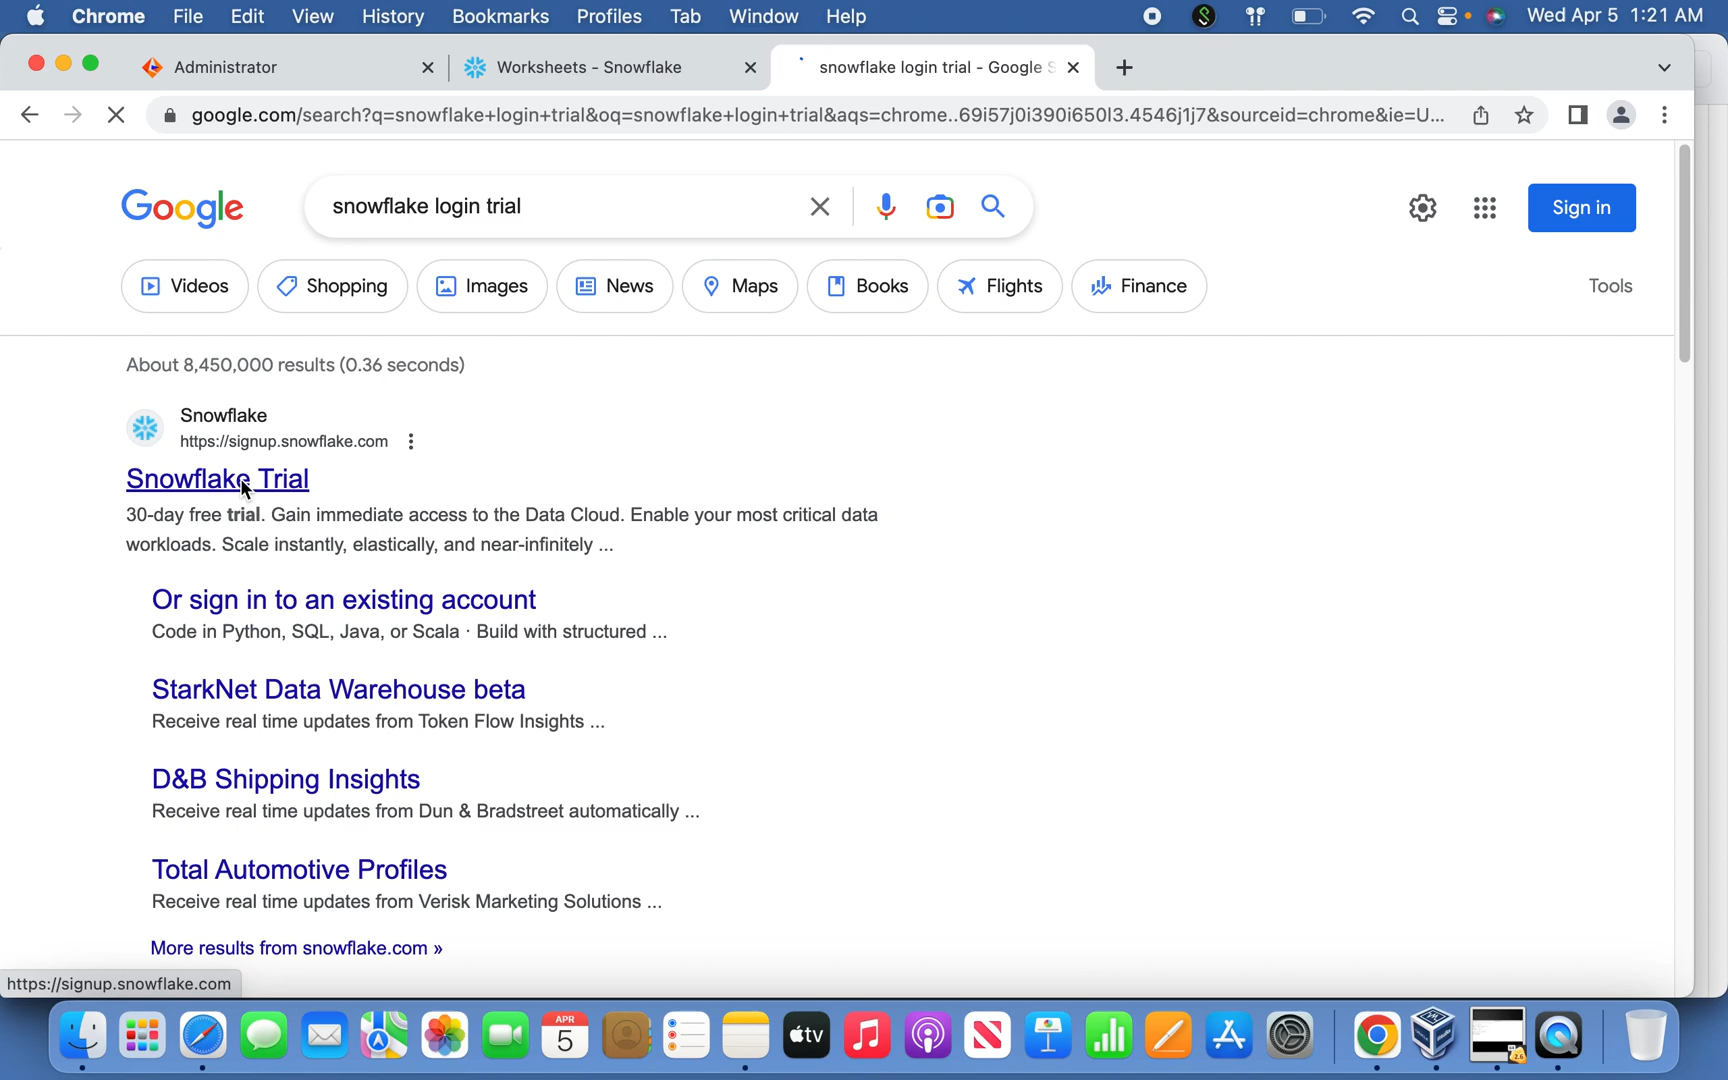 Chrome File Edit View History Bookmarks Profiles Tab Window Help Wed Apr 5 1:21 AM
Administrator Worksheets - Snowflake snowflake login trial - Google S
google.com/search?q=snowflake+login+trial&oq=snowflake+login+trial&aqs=chrome..69i57j0i390i650l3.4546j1j7&sourceid=chrome&ie=U...
Google snowflake login trial Sign in
Videos Shopping Images News Maps Books Flights Finance Tools
About 8,450,000 results (0.36 seconds)
Snowflake
https://signup.snowflake.com
Snowflake Trial
30-day free trial. Gain immediate access to the Data Cloud. Enable your most critical data
workloads. Scale instantly, elastically, and near-infinitely ...
Or sign in to an existing account
Code in Python, SQL, Java, or Scala · Build with structured ...
StarkNet Data Warehouse beta
Receive real time updates from Token Flow Insights ...
D&B Shipping Insights
Receive real time updates from Dun & Bradstreet automatically ...
Total Automotive Profiles
Receive real time updates from Verisk Marketing Solutions ...
More results from snowflake.com »
https://signup.snowflake.com
APR
5
tv